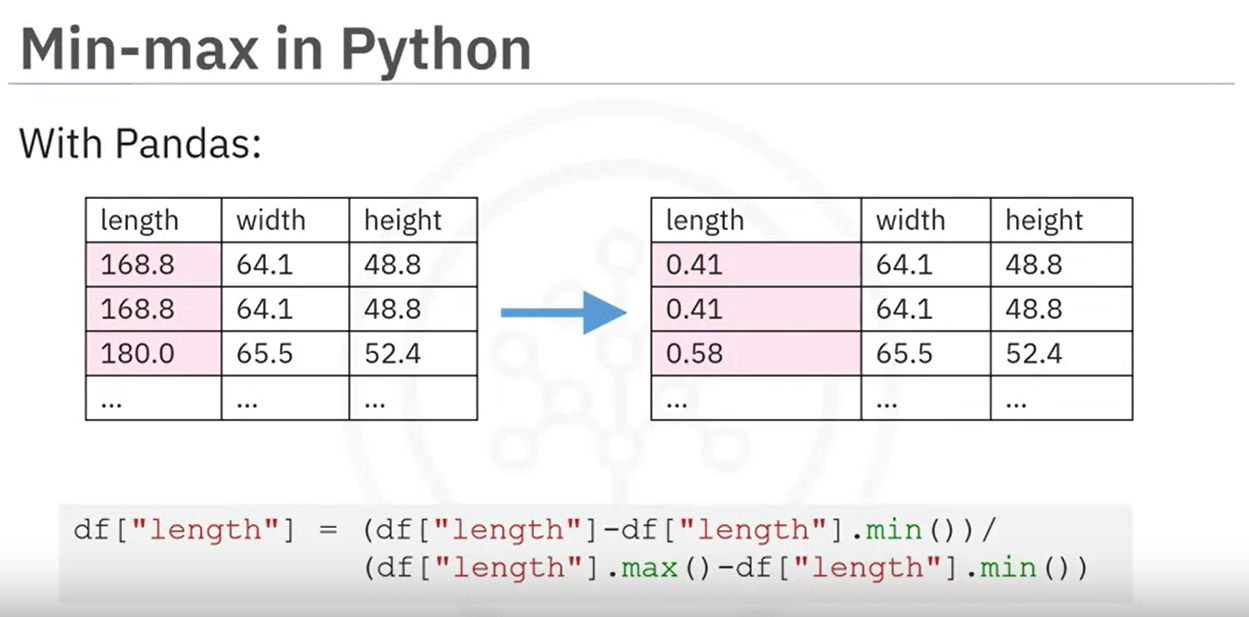 Min-max in Python
With Pandas:
length width height
168.8 64.1 48.8
168.8 64.1 48.8
180.0 65.5 52.4
... ... ...
length width height
0.41 64.1 48.8
0.41 64.1 48.8
0.58 65.5 52.4
... ... ...
df["length"] = (df["length"]-df["length"].min())/
(df["length"].max()-df["length"].min())